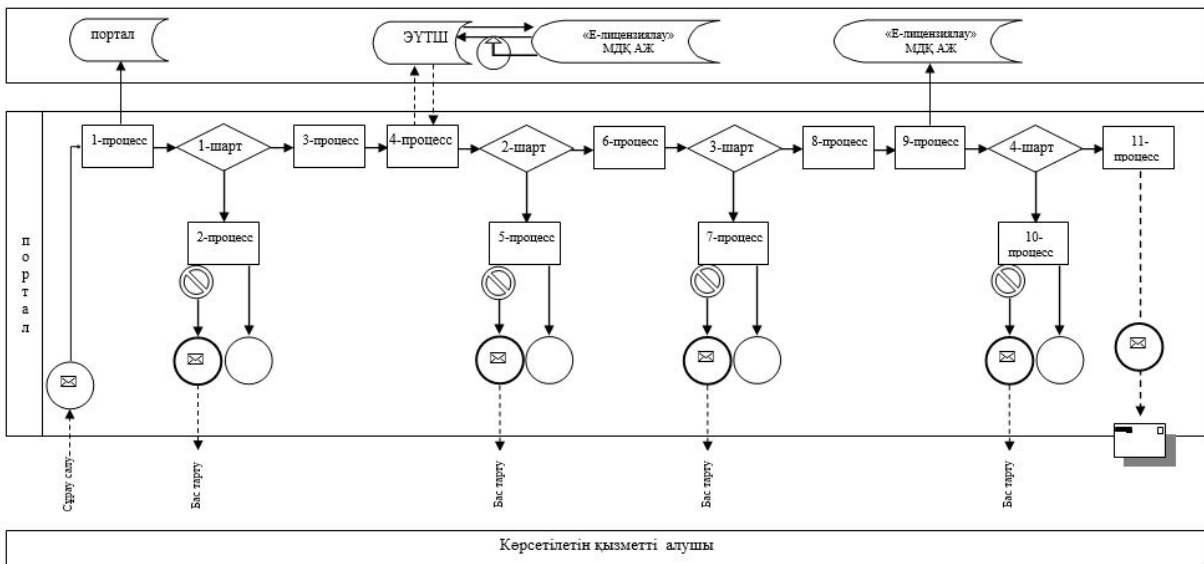 портал
ЭҮТШ
«Е-лицензиялау»
МДҚ АЖ
«Е-лицензиялау»
МДҚ АЖ
1-процесс
1-шарт
3-процесс
4-процесс
2-шарт
6-процесс
3-шарт
8-процесс
9-процесс
4-шарт
11-
процесс
2-процесс
5-процесс
7-процесс
10-
процесс
портал
Сұрау салу
Бас тарту
Бас тарту
Бас тарту
Бас тарту
Көрсетілетін қызметті алушы